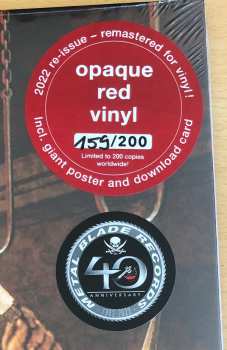 2022 re-issue – remastered for vinyl!
opaque
red
vinyl
159/200
Limited to 200 copies
worldwide!
Incl. giant poster and download card
METAL BLADE RECORDS
40
ANNIVERSARY